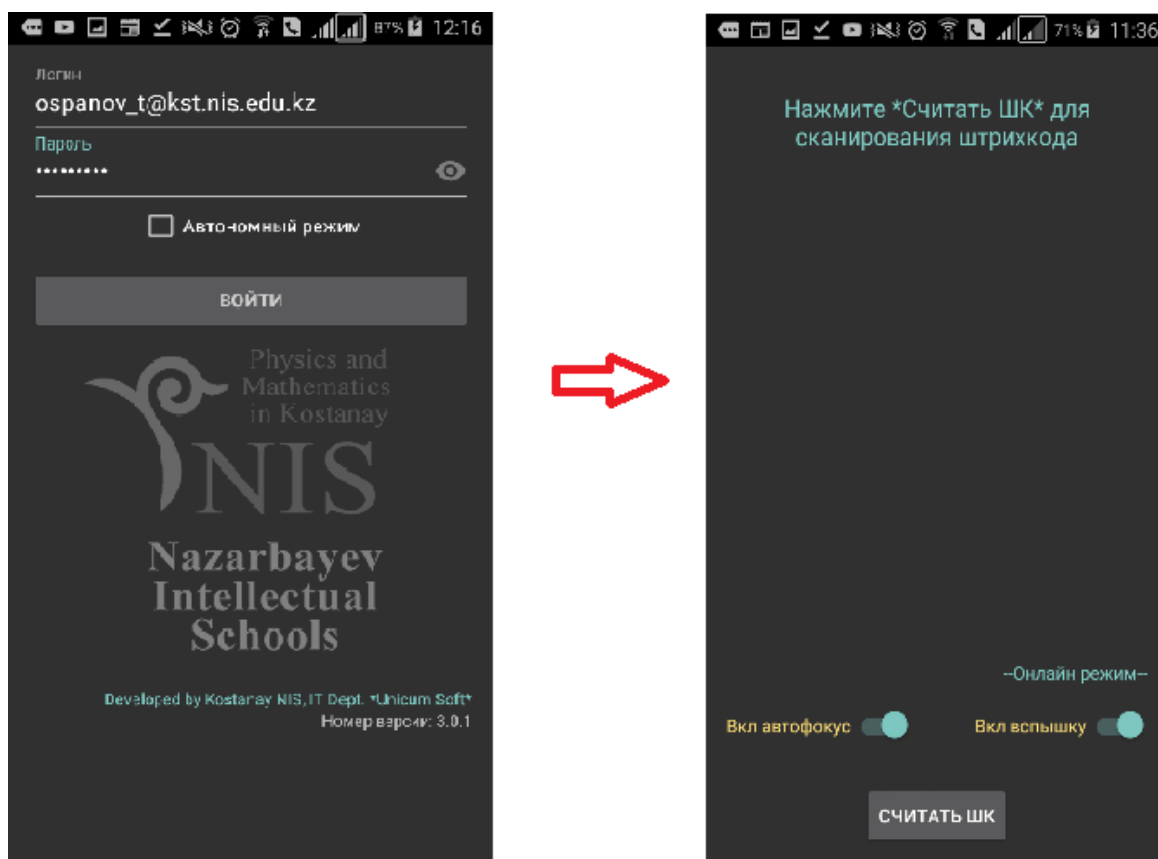 87% 12:16
Логин
ospanov_t@kst.nis.edu.kz
Пароль
•••••••••
Автономный режим
ВОЙТИ
Physics and
Mathematics
in Kostanay
NIS
Nazarbayev
Intellectual
Schools
Developed by Kostanay NIS, IT Dept. *Unicum Soft*
Номер версии: 3.0.1
71% 11:36
Нажмите *Считать ШК* для
сканирования штрихкода
--Онлайн режим--
Вкл автофокус
Вкл вспышку
СЧИТАТЬ ШК